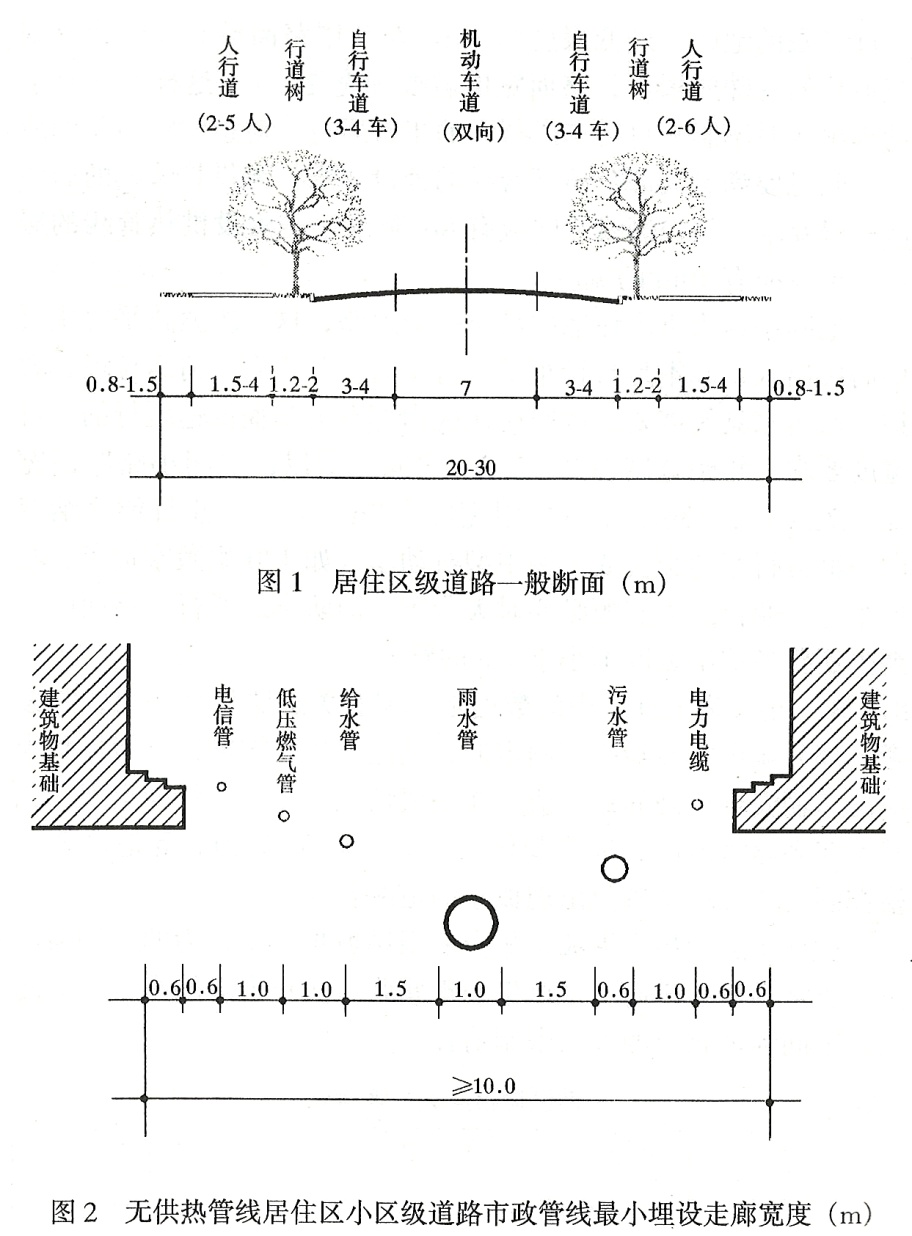 人行道
行道树
自行车道
机动车道
自行车道
行道树
人行道
(2-5人)
(3-4车)
(双向)
(3-4车)
(2-6人)
0.8-1.5
1.5-4
1.2-2
3-4
7
3-4
1.2-2
1.5-4
0.8-1.5
20-30
图1 居住区级道路一般断面(m)
建筑物基础
电信管
低压燃气管
给水管
雨水管
污水管
电力电缆
建筑物基础
0.6
0.6
1.0
1.0
1.5
1.0
1.5
0.6
1.0
0.6
0.6
≥10.0
图2 无供热管线居住区小区级道路市政管线最小埋设走廊宽度(m)